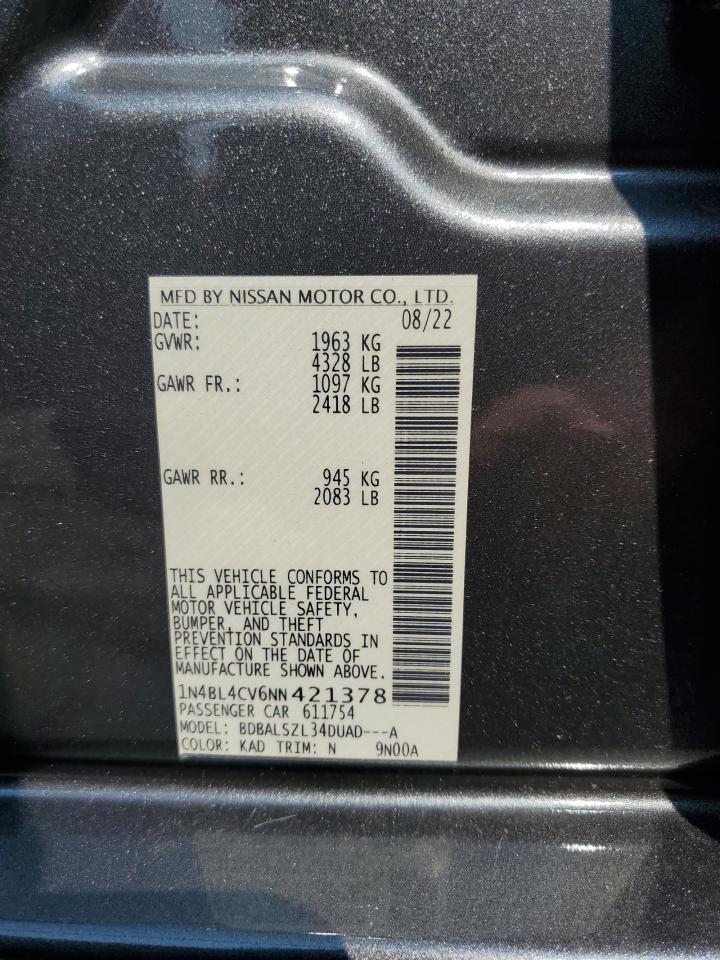 MFD BY NISSAN MOTOR CO., LTD.
DATE: 08/22
GVWR: 1963 KG
4328 LB
GAWR FR.: 1097 KG
2418 LB
GAWR RR.: 945 KG
2083 LB
THIS VEHICLE CONFORMS TO
ALL APPLICABLE FEDERAL
MOTOR VEHICLE SAFETY,
BUMPER, AND THEFT
PREVENTION STANDARDS IN
EFFECT ON THE DATE OF
MANUFACTURE SHOWN ABOVE.
1N4BL4CV6NN421378
PASSENGER CAR 611754
MODEL: BDBALSZL34DUAD---A
COLOR: KAD TRIM: N 9N00A